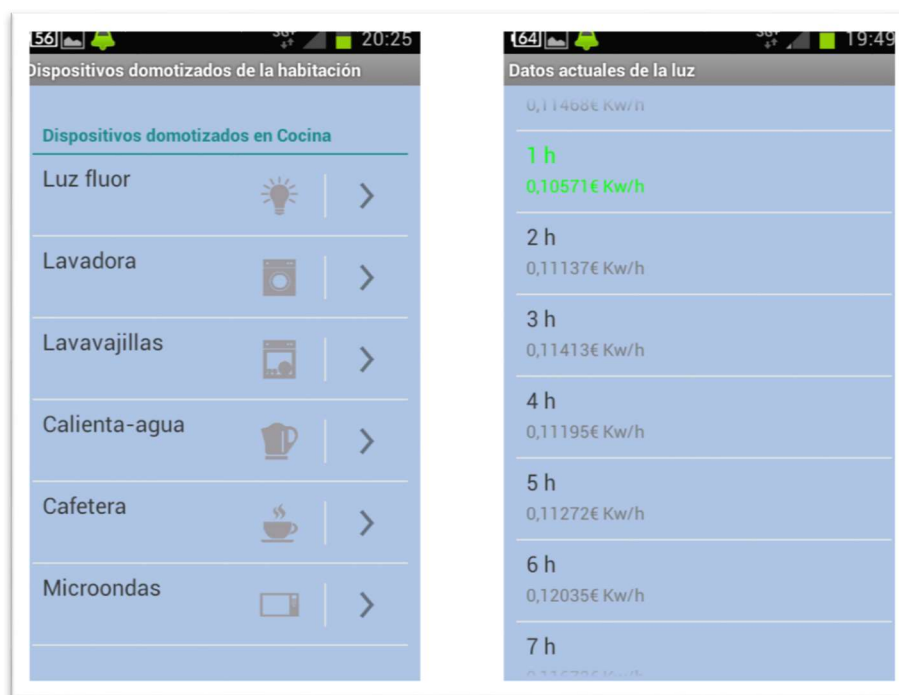 56
20:25
Dispositivos domotizados de la habitación
Dispositivos domotizados en Cocina
Luz fluor
Lavadora
Lavavajillas
Calienta-agua
Cafetera
Microondas
64
19:49
Datos actuales de la luz
0,11468€ Kw/h
1 h
0,10571€ Kw/h
2 h
0,11137€ Kw/h
3 h
0,11413€ Kw/h
4 h
0,11195€ Kw/h
5 h
0,11272€ Kw/h
6 h
0,12035€ Kw/h
7 h